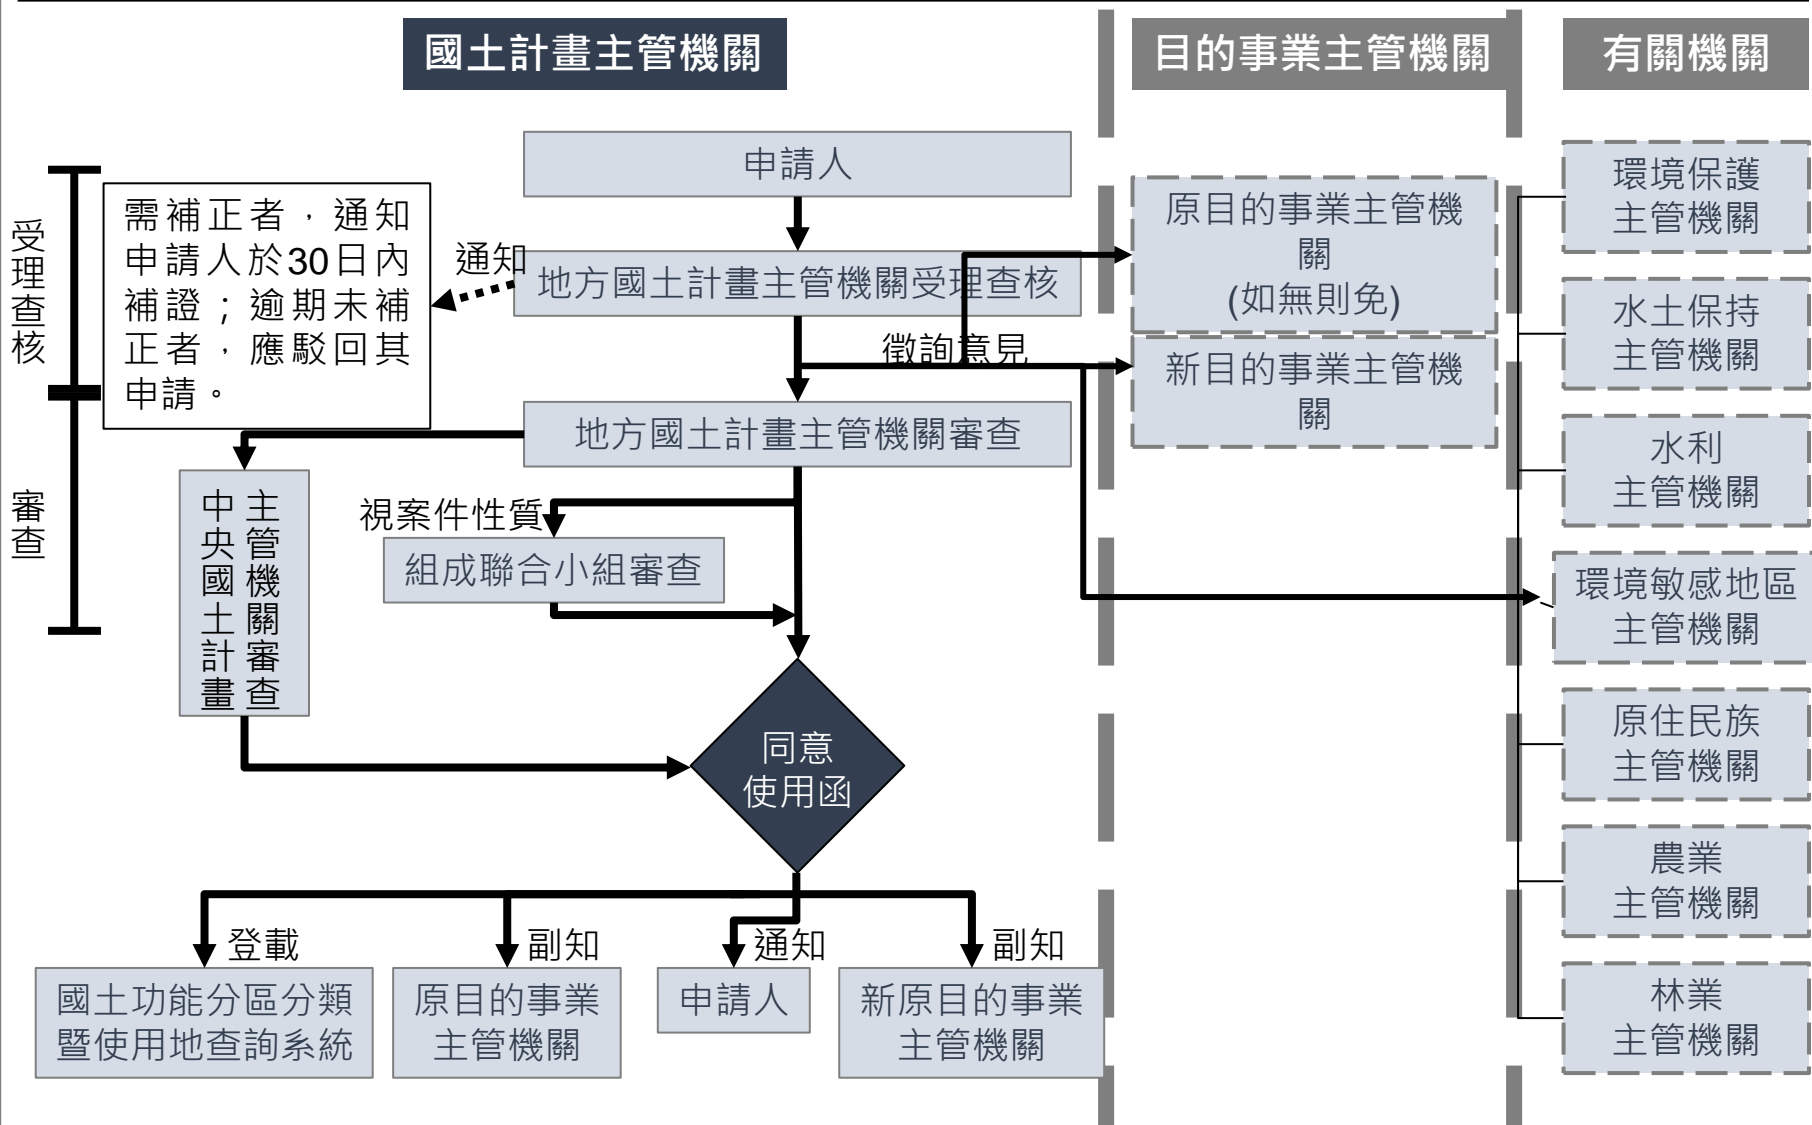 國土計畫主管機關
目的事業主管機關
有關機關
受理查核
審查
申請人
需補正者，通知
申請人於30日內
補證；逾期未補
正者，應駁回其
申請。
通知
地方國土計畫主管機關受理查核
徵詢意見
地方國土計畫主管機關審查
中央國土計畫
主管機關審查
視案件性質
組成聯合小組審查
同意
使用函
登載
副知
通知
副知
國土功能分區分類
暨使用地查詢系統
原目的事業
主管機關
申請人
新原目的事業
主管機關
原目的事業主管機
關
(如無則免)
新目的事業主管機
關
環境保護
主管機關
水土保持
主管機關
水利
主管機關
環境敏感地區
主管機關
原住民族
主管機關
農業
主管機關
林業
主管機關